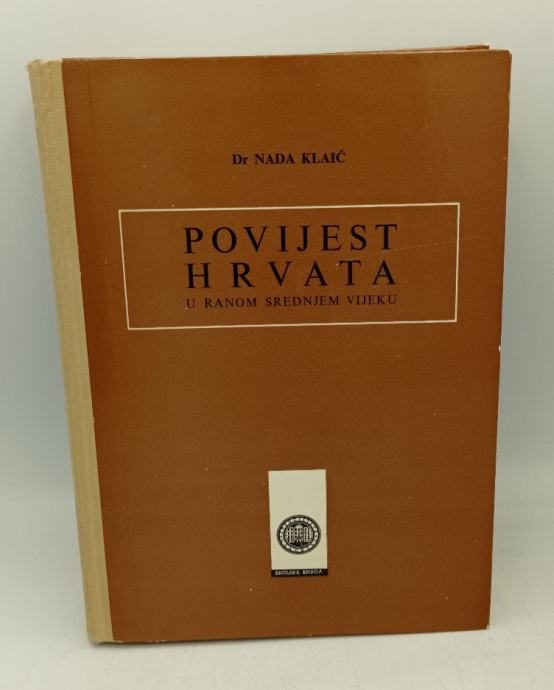 Dr NADA KLAIĆ
POVIJEST
HRVATA
U RANOM SREDNJEM VIJEKU
ŠKOLSKA KNJIGA